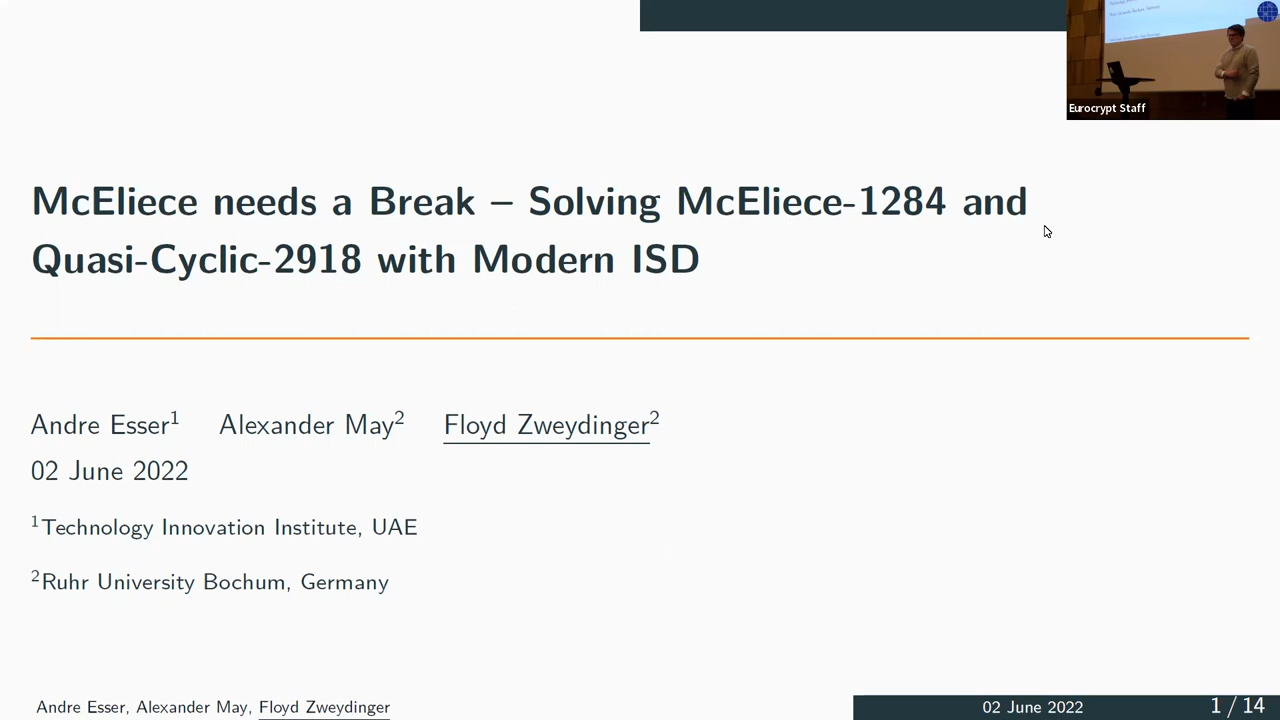 Eurocrypt Staff
McEliece needs a Break – Solving McEliece-1284 and
Quasi-Cyclic-2918 with Modern ISD
Andre Esser1 Alexander May2 Floyd Zweydinger2
02 June 2022
1Technology Innovation Institute, UAE
2Ruhr University Bochum, Germany
Andre Esser, Alexander May, Floyd Zweydinger
02 June 2022
1 / 14